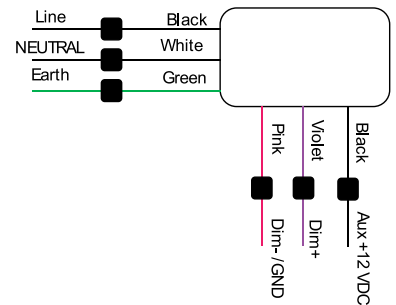 Line
Black
NEUTRAL
White
Earth
Green
Pink
Violet
Black
Dim-/GND
Dim+
Aux +12 VDC